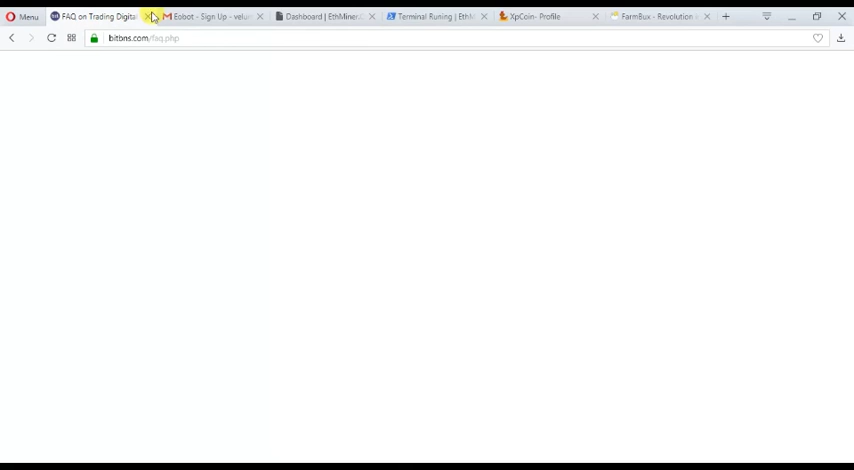 Menu
FAQ on Trading Digital
Eobot - Sign Up - velur
Dashboard | EthMiner.
Terminal Runing | EthM
XpCoin- Profile
FarmBux - Revolution
bitbns.com/faq.php